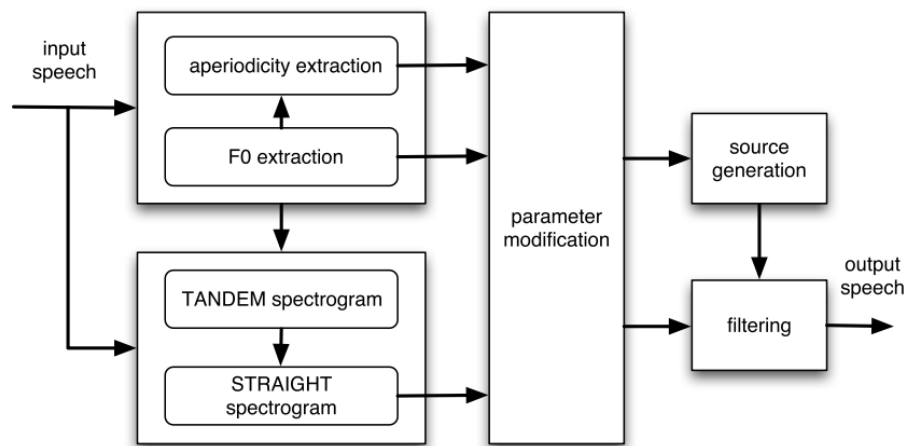 input
speech
aperiodicity extraction
F0 extraction
TANDEM spectrogram
STRAIGHT
spectrogram
parameter
modification
source
generation
filtering
output
speech